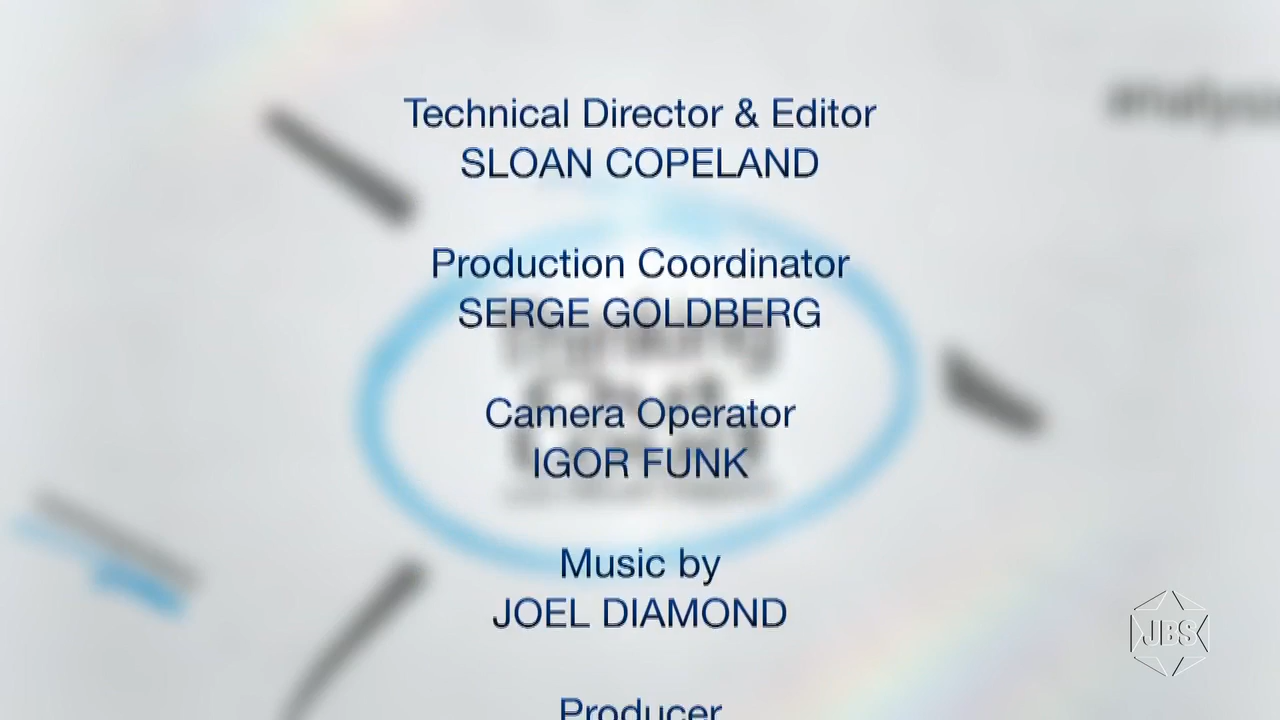 Technical Director & Editor
SLOAN COPELAND
Production Coordinator
SERGE GOLDBERG
Camera Operator
IGOR FUNK
Music by
JOEL DIAMOND
JBS
Producer